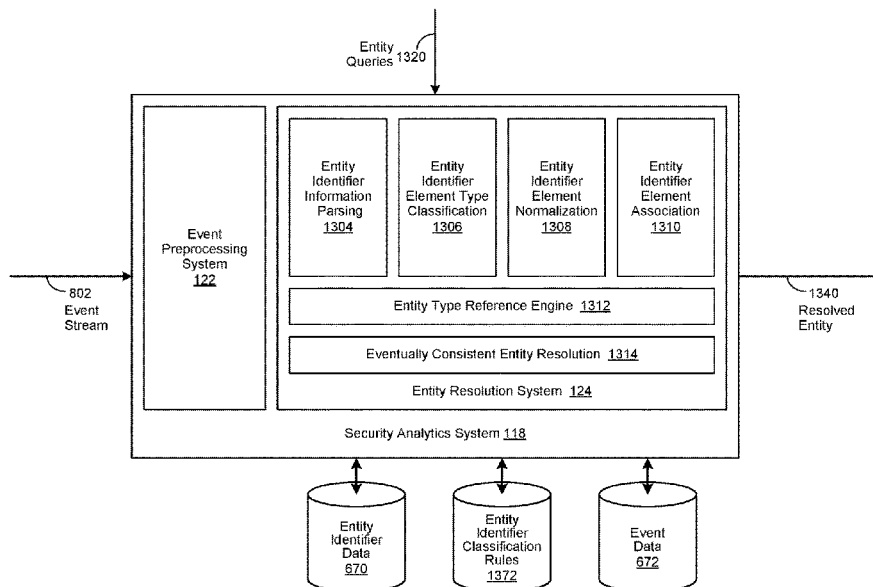 Entity
Queries 1320
Event
Preprocessing
System
122
Entity
Identifier
Information
Parsing
1304
Entity
Identifier
Element Type
Classification
1306
Entity
Identifier
Element
Normalization
1308
Entity
Identifier
Element
Association
1310
Entity Type Reference Engine 1312
Eventually Consistent Entity Resolution 1314
Entity Resolution System 124
Security Analytics System 118
802
Event
Stream
1340
Resolved
Entity
Entity
Identifier
Data
670
Entity
Identifier
Classification
Rules
1372
Event
Data
672